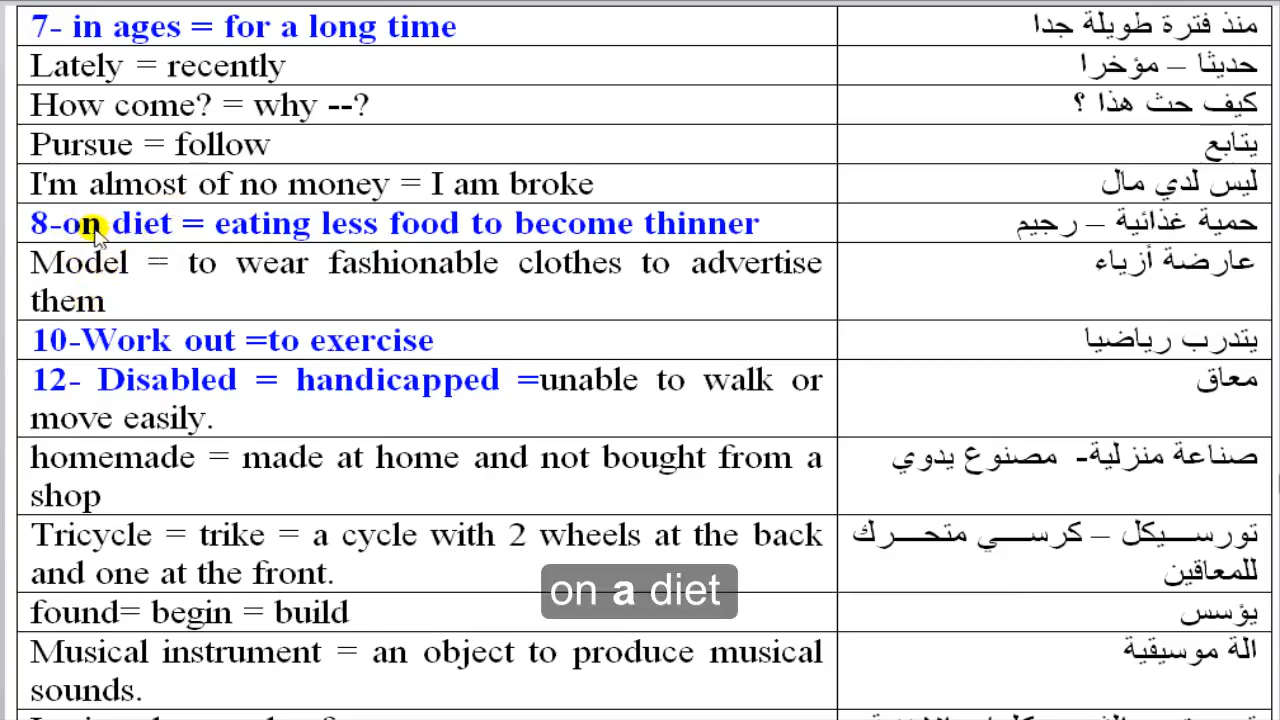 7- in ages = for a long time
منذ فترة طويلة جدا
Lately = recently
حديثا – مؤخرا
How come? = why --?
كيف حث هذا ؟
Pursue = follow
يتابع
I'm almost of no money = I am broke
ليس لدي مال
8-on diet = eating less food to become thinner
حمية غذائية – رجيم
Model = to wear fashionable clothes to advertise
them
عارضة أزياء
10-Work out =to exercise
يتدرب رياضيا
12- Disabled = handicapped =unable to walk or
move easily.
معاق
homemade = made at home and not bought from a
shop
صناعة منزلية- مصنوع يدوي
Tricycle = trike = a cycle with 2 wheels at the back
and one at the front.
تورسـيكل – كرسـي متحـرك
للمعاقين
on a diet
found= begin = build
يؤسس
Musical instrument = an object to produce musical
sounds.
الة موسيقية